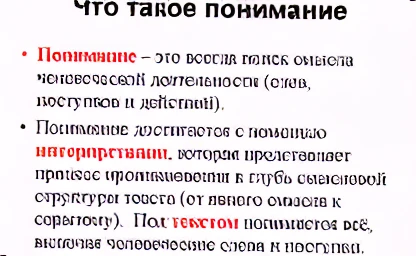 Что такое понимание
• Понимание – это всегда поиск смысла
человеческой деятельности (слов,
поступков и действий).
• Понимание достигается с помощью
интерпретации, которая представляет
процесс проникновения в глубь смысловой
структуры текста (от явного смысла к
скрытому). Под текстом понимается всё,
включая человеческие слова и поступки.